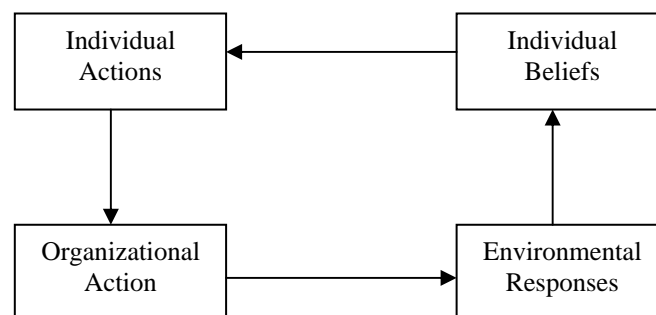 Individual
Actions
Individual
Beliefs
Organizational
Action
Environmental
Responses